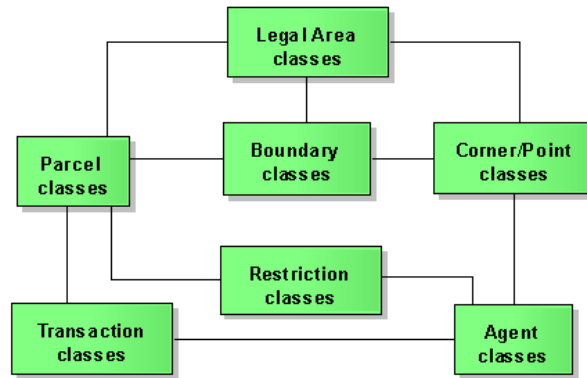 Legal Area
classes
Parcel
classes
Boundary
classes
Corner/Point
classes
Restriction
classes
Transaction
classes
Agent
classes